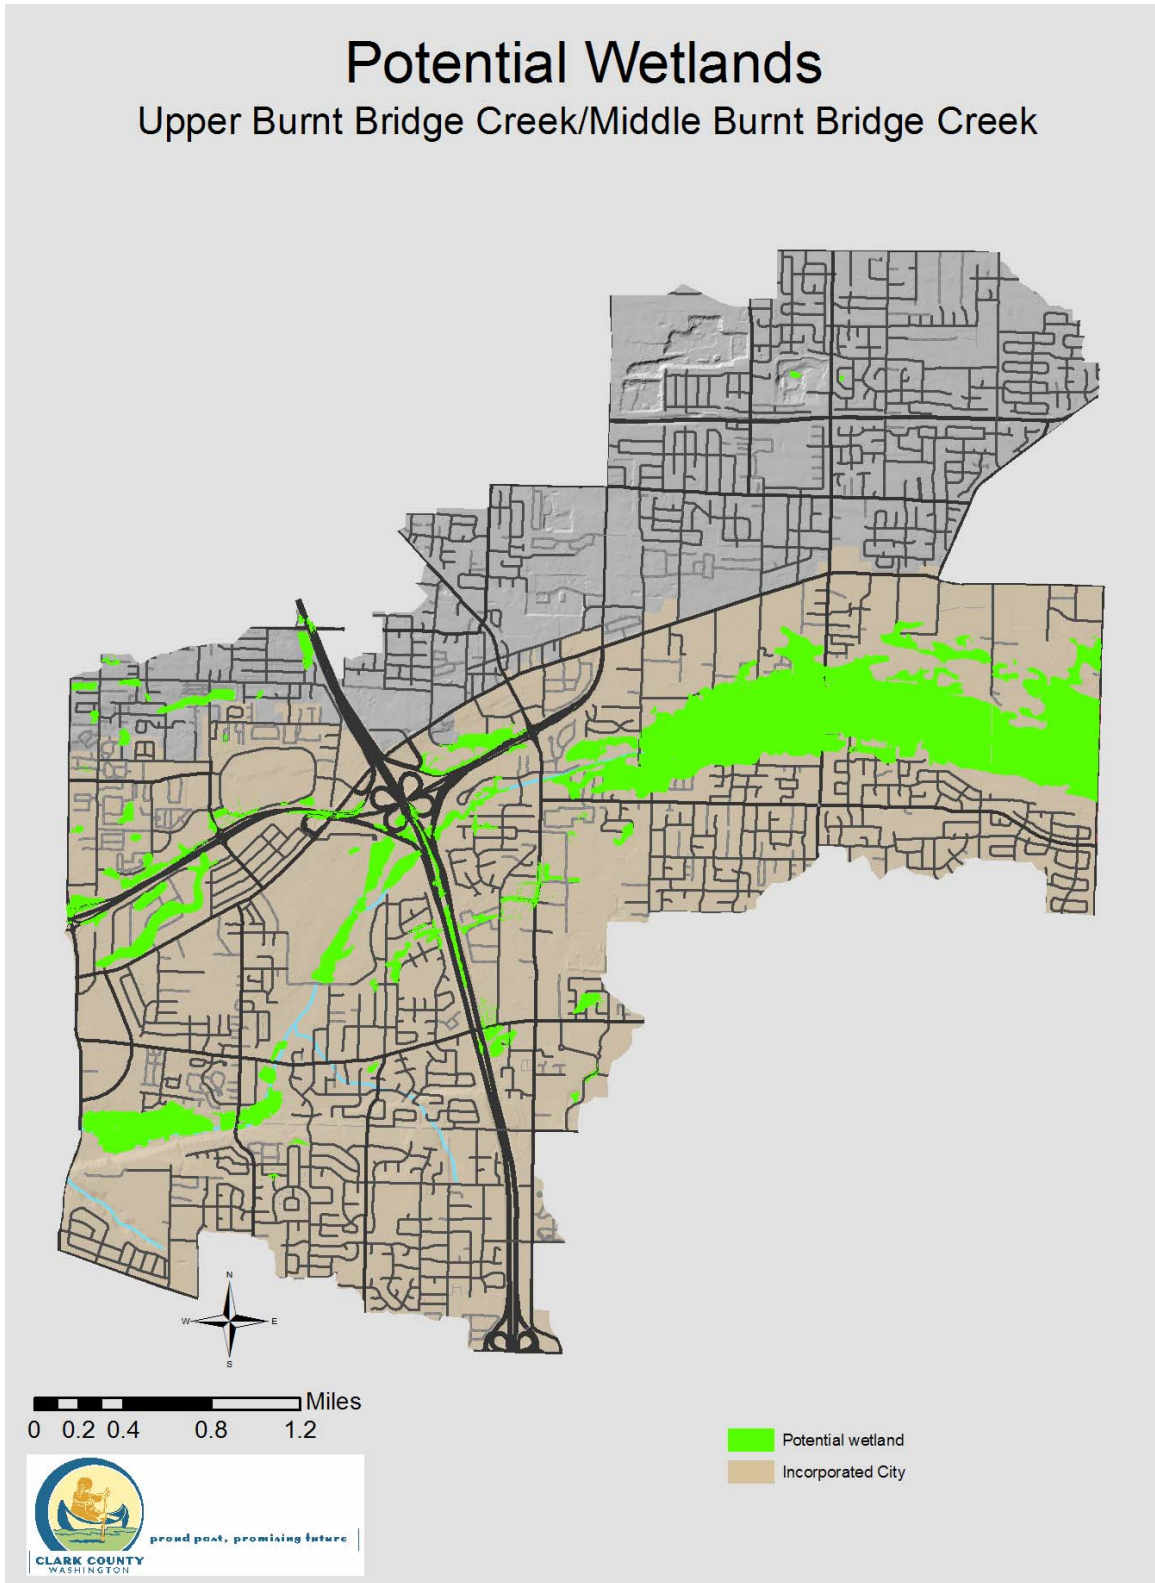 Potential Wetlands
Upper Burnt Bridge Creek/Middle Burnt Bridge Creek
N
W E
S
Miles
0 0.2 0.4 0.8 1.2
Potential wetland
Incorporated City
proud past, promising future
CLARK COUNTY
WASHINGTON